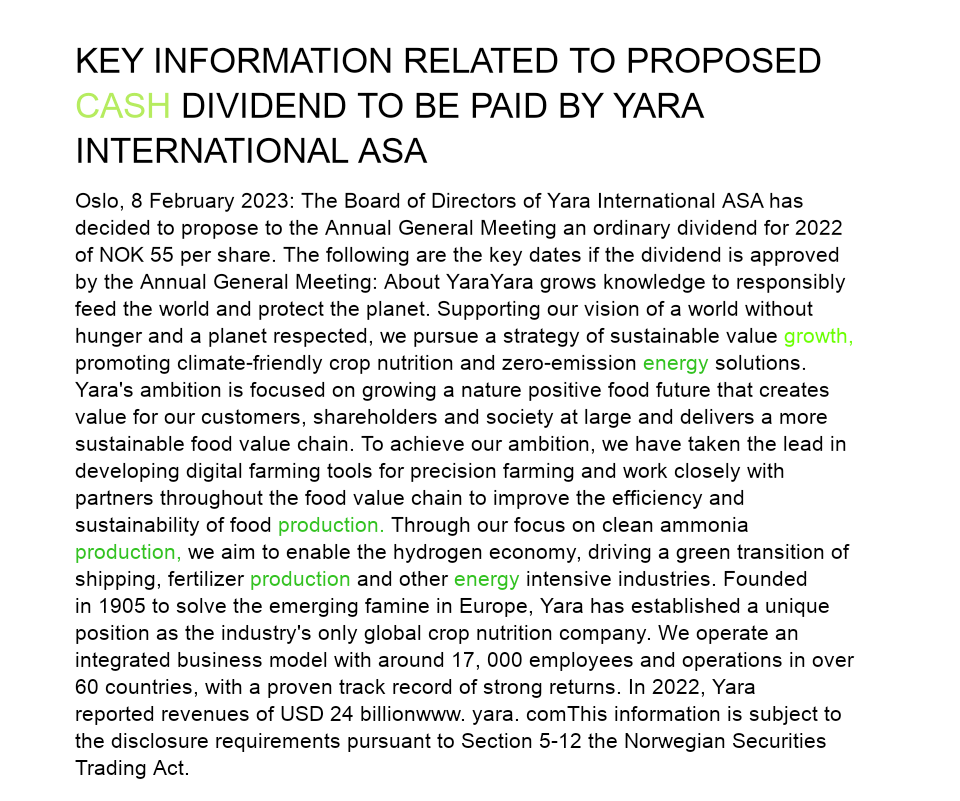 KEY INFORMATION RELATED TO PROPOSED
CASH DIVIDEND TO BE PAID BY YARA
INTERNATIONAL ASA
Oslo, 8 February 2023: The Board of Directors of Yara International ASA has
decided to propose to the Annual General Meeting an ordinary dividend for 2022
of NOK 55 per share. The following are the key dates if the dividend is approved
by the Annual General Meeting: About YaraYara grows knowledge to responsibly
feed the world and protect the planet. Supporting our vision of a world without
hunger and a planet respected, we pursue a strategy of sustainable value growth,
promoting climate-friendly crop nutrition and zero-emission energy solutions.
Yara's ambition is focused on growing a nature positive food future that creates
value for our customers, shareholders and society at large and delivers a more
sustainable food value chain. To achieve our ambition, we have taken the lead in
developing digital farming tools for precision farming and work closely with
partners throughout the food value chain to improve the efficiency and
sustainability of food production. Through our focus on clean ammonia
production, we aim to enable the hydrogen economy, driving a green transition of
shipping, fertilizer production and other energy intensive industries. Founded
in 1905 to solve the emerging famine in Europe, Yara has established a unique
position as the industry's only global crop nutrition company. We operate an
integrated business model with around 17, 000 employees and operations in over
60 countries, with a proven track record of strong returns. In 2022, Yara
reported revenues of USD 24 billionwww. yara. comThis information is subject to
the disclosure requirements pursuant to Section 5-12 the Norwegian Securities
Trading Act.